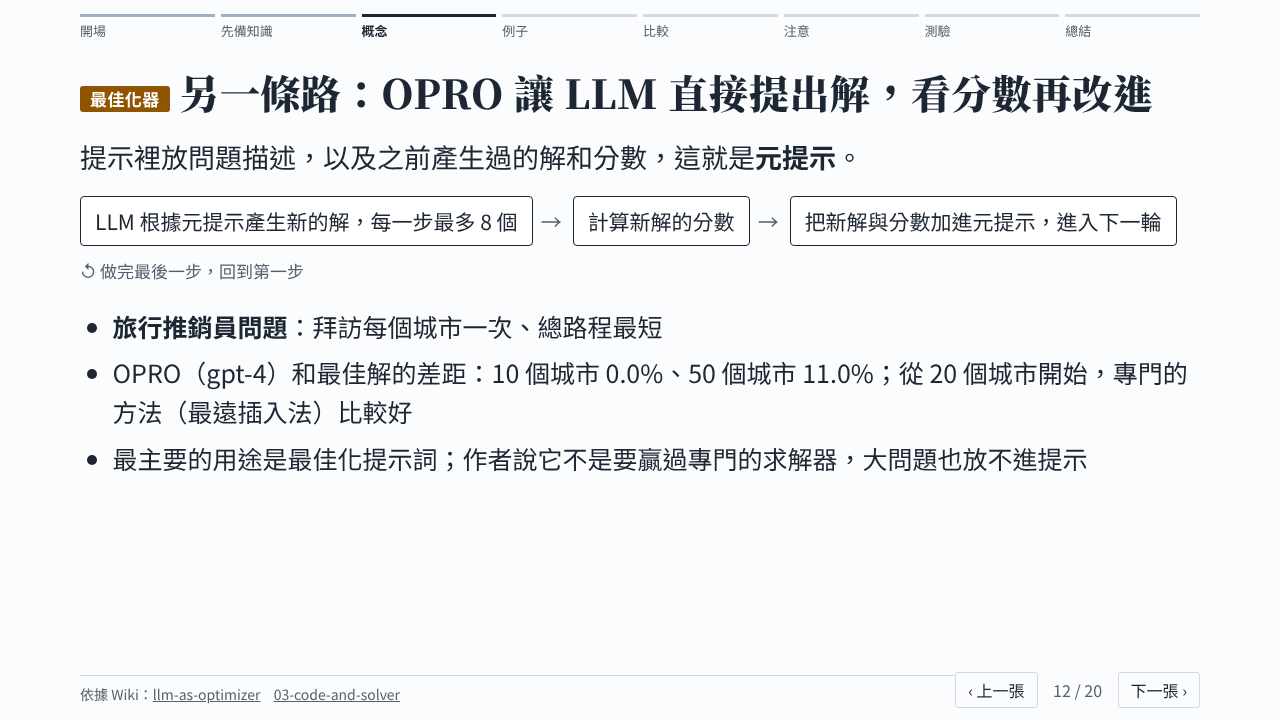 開場
先備知識
概念
例子
比較
注意
測驗
總結
最佳化器 另一條路：OPRO 讓 LLM 直接提出解，看分數再改進
提示裡放問題描述，以及之前產生過的解和分數，這就是元提示。
LLM 根據元提示產生新的解，每一步最多 8 個 → 計算新解的分數 → 把新解與分數加進元提示，進入下一輪
↺ 做完最後一步，回到第一步
• 旅行推銷員問題：拜訪每個城市一次、總路程最短
• OPRO（gpt-4）和最佳解的差距：10 個城市 0.0%、50 個城市 11.0%；從 20 個城市開始，專門的
方法（最遠插入法）比較好
• 最主要的用途是最佳化提示詞；作者說它不是要贏過專門的求解器，大問題也放不進提示
依據 Wiki：llm-as-optimizer 03-code-and-solver
‹ 上一張 12 / 20 下一張 ›